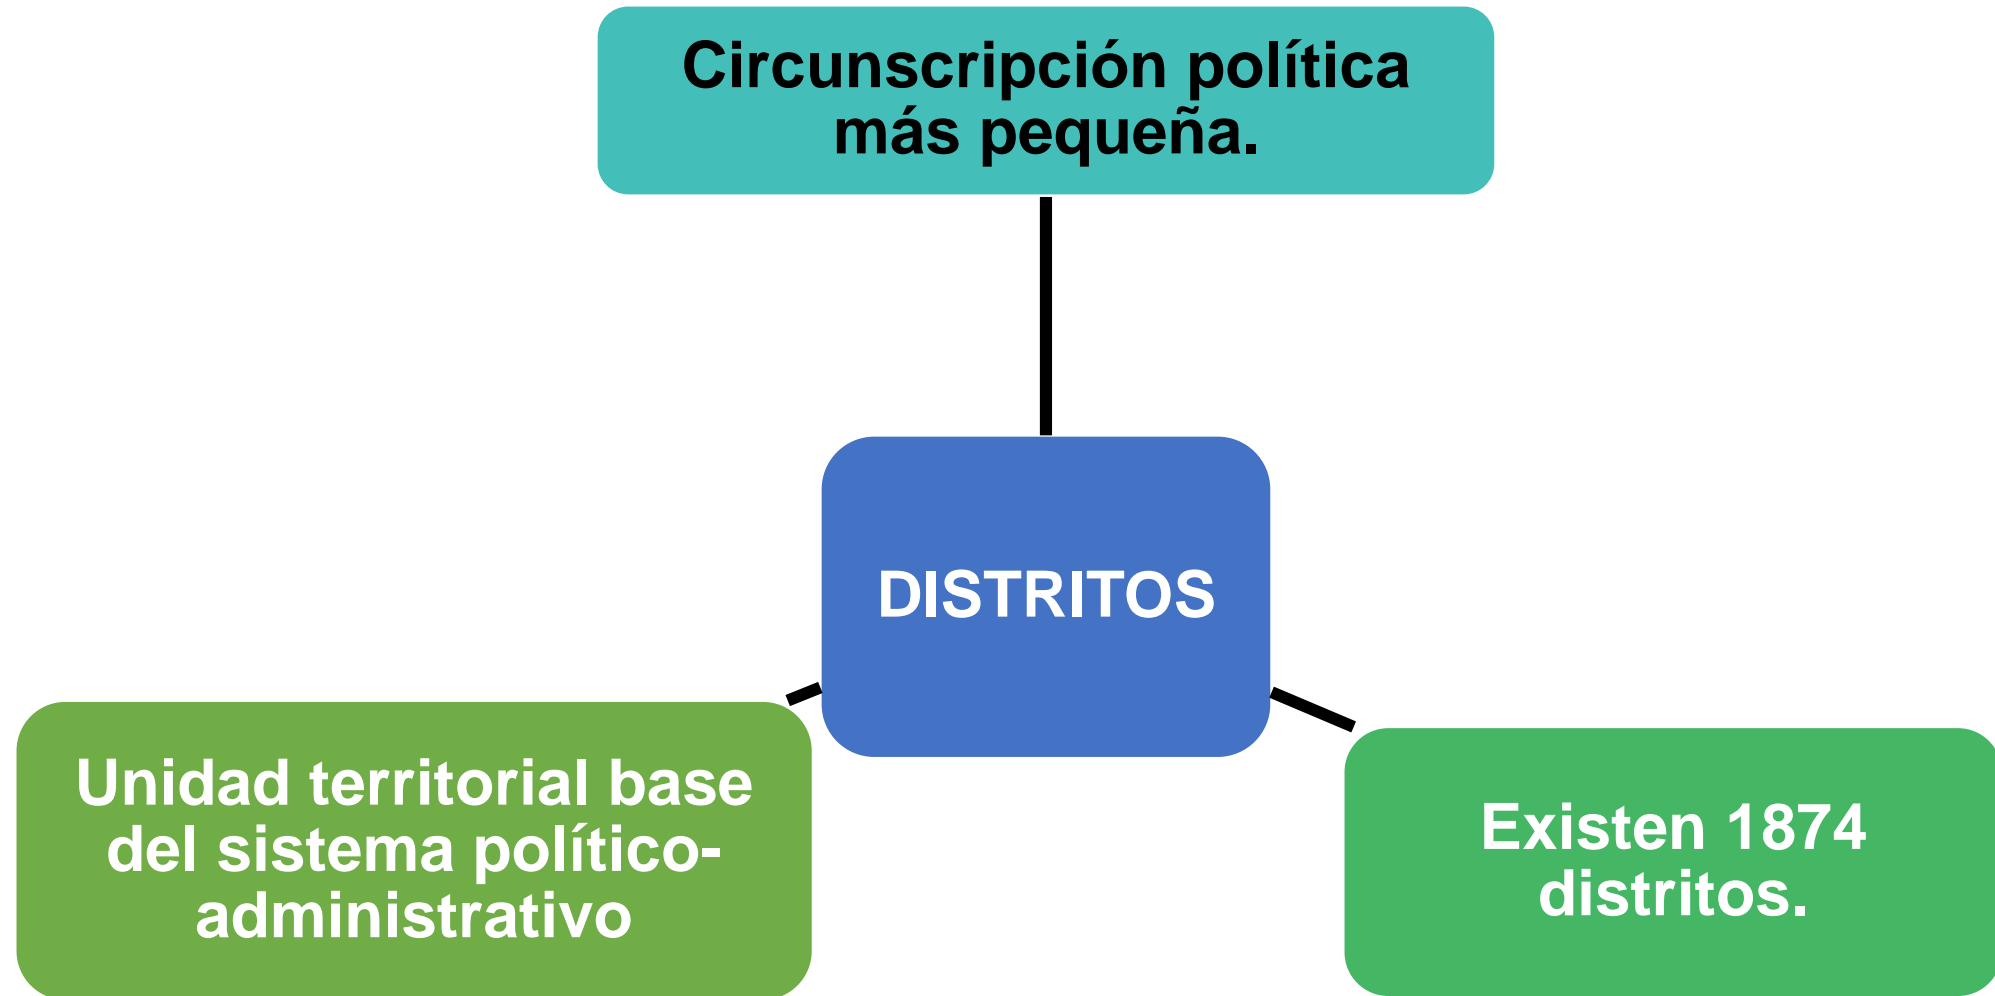 Circunscripción política
más pequeña.
DISTRITOS
Unidad territorial base
del sistema político-
administrativo
Existen 1874
distritos.